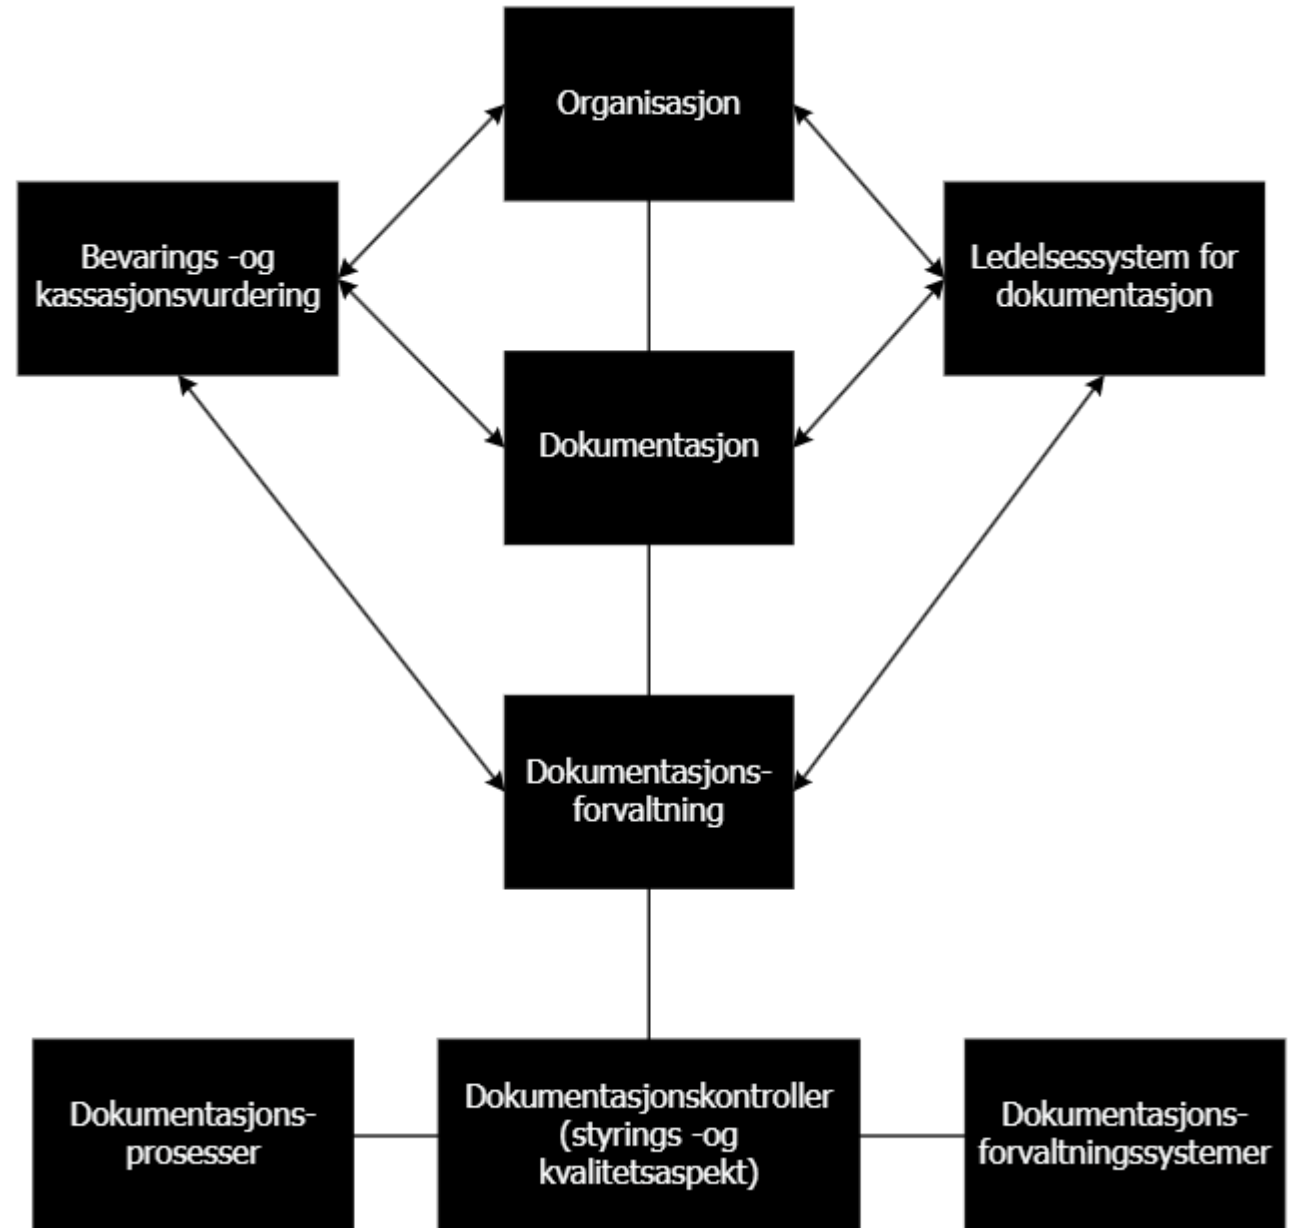 Organisasjon
Bevarings -og
kassasjonsvurdering
Ledelsessystem for
dokumentasjon
Dokumentasjon
Dokumentasjons-
forvaltning
Dokumentasjons-
prosesser
Dokumentasjonskontroller
(styrings -og
kvalitetsaspekt)
Dokumentasjons-
forvaltningssystemer